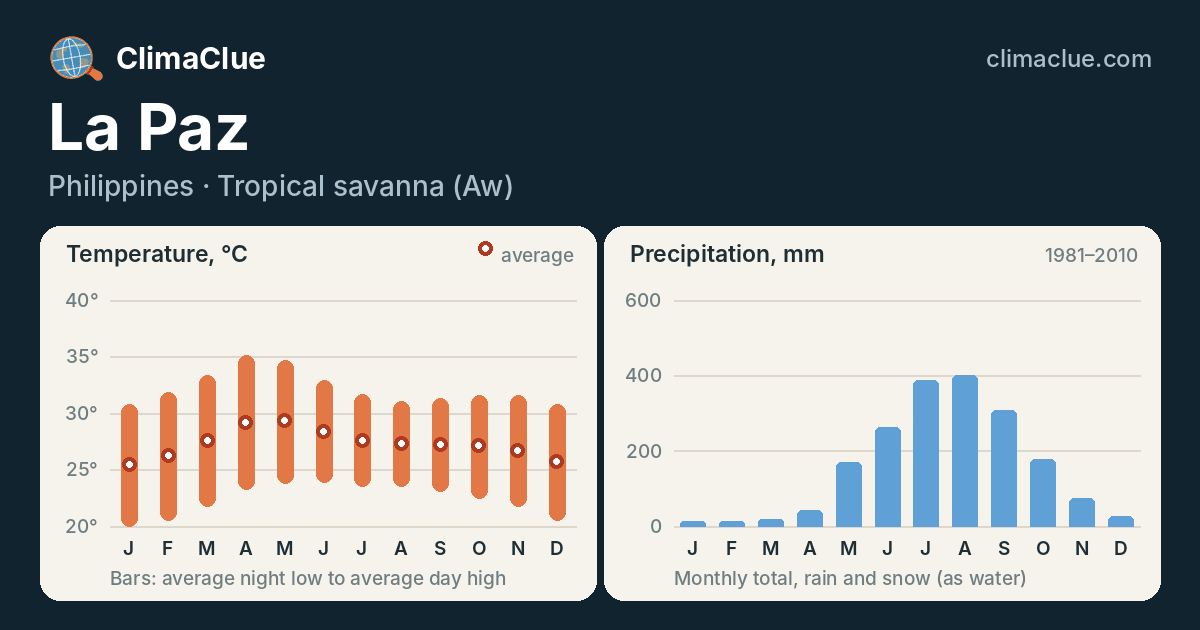 ClimaClue
climaclue.com
La Paz
Philippines · Tropical savanna (Aw)
Temperature, °C
average
40°
35°
30°
25°
20°
J F M A M J J A S O N D
Bars: average night low to average day high
Precipitation, mm
1981–2010
600
400
200
0
J F M A M J J A S O N D
Monthly total, rain and snow (as water)